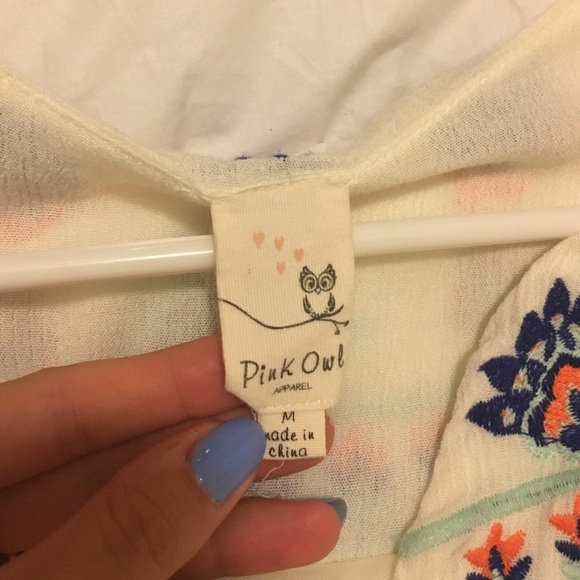 Pink Owl
APPAREL
M
made in
china